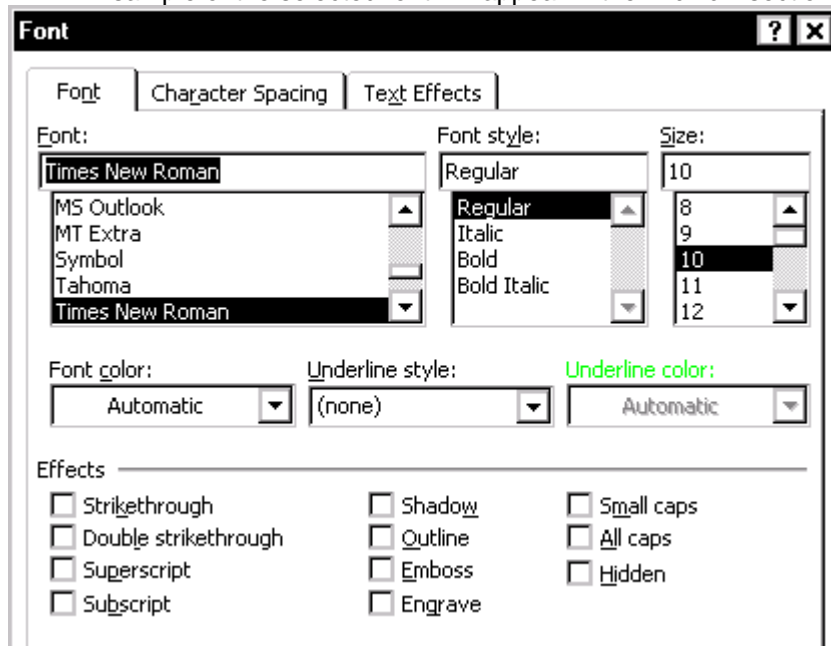 Font ? X
Font Character Spacing Text Effects
Font: Font style: Size:
Times New Roman Regular 10
MS Outlook Regular 8
MT Extra Italic 9
Symbol Bold 10
Tahoma Bold Italic 11
Times New Roman 12
Font color: Underline style: Underline color:
Automatic (none) Automatic
Effects
Strikethrough Shadow Small caps
Double strikethrough Outline All caps
Superscript Emboss Hidden
Subscript Engrave